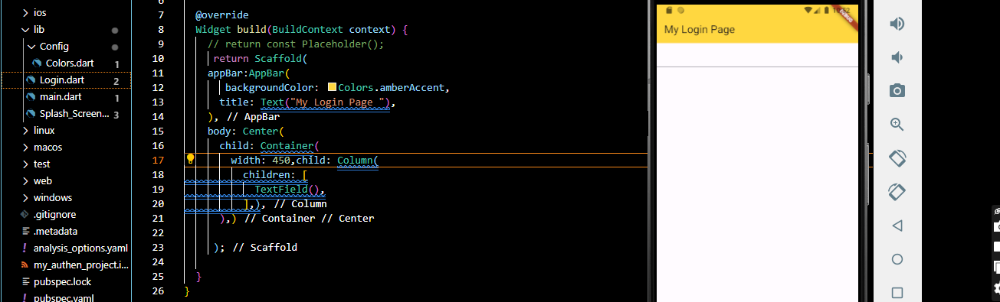 ios
lib
Config
Colors.dart 1
Login.dart 2
main.dart 1
Splash_Screen... 3
linux
macos
test
web
windows
.gitignore
.metadata
analysis_options.yaml
my_authen_project.i...
pubspec.lock
pubspec.yaml
6
7 @override
8 Widget build(BuildContext context) {
9 // return const Placeholder();
10 return Scaffold(
11 appBar:AppBar(
12 backgroundColor: Colors.amberAccent,
13 title: Text("My Login Page "),
14 ), // AppBar
15 body: Center(
16 child: Container(
17 width: 450,child: Column(
18 children: [
19 TextField(),
20 ],), // Column
21 ),) // Container // Center
22
23 ); // Scaffold
24
25 }
26 }
My Login Page